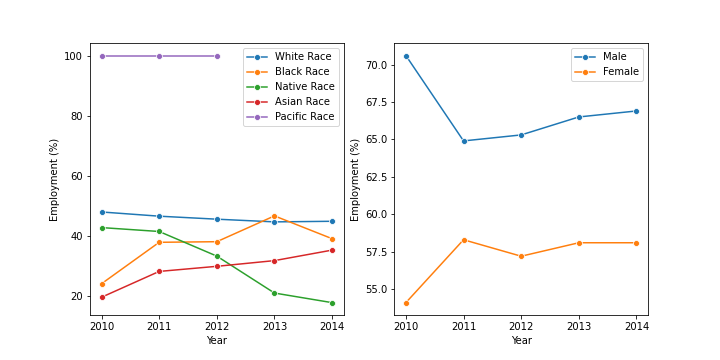 Employment (%)
100
80
60
40
20
2010 2011 2012 2013 2014
Year
White Race
Black Race
Native Race
Asian Race
Pacific Race
Employment (%)
70.0
67.5
65.0
62.5
60.0
57.5
55.0
2010 2011 2012 2013 2014
Year
Male
Female